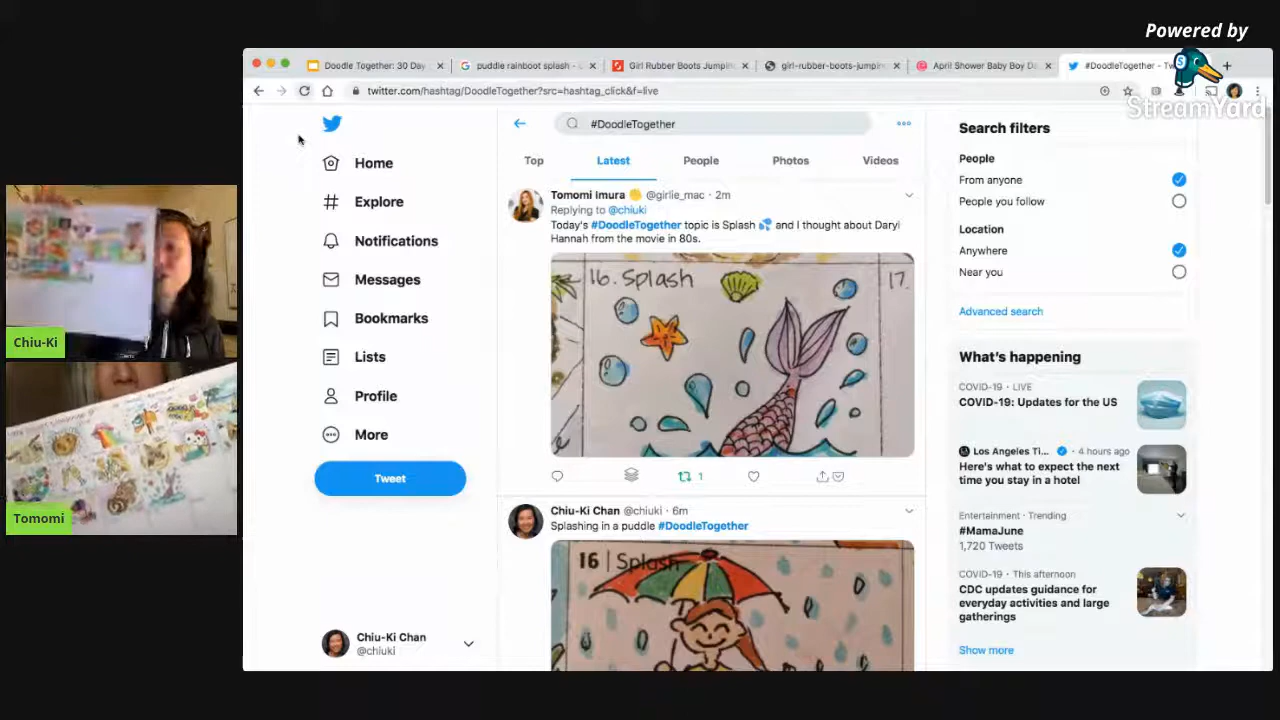 Powered by
StreamYard
Doodle Together: 30 Day
puddle rainboot splash -
Girl Rubber Boots Jumpin
girl-rubber-boots-jumpin
April Shower Baby Boy D
#DoodleTogether - Tw
twitter.com/hashtag/DoodleTogether?src=hashtag_click&f=live
Home
Explore
Notifications
Messages
Bookmarks
Lists
Profile
More
Tweet
Chiu-Ki Chan
@chiuki
#DoodleTogether
Top
Latest
People
Photos
Videos
Tomomi Imura @girlie_mac · 2m
Replying to @chiuki
Today's #DoodleTogether topic is Splash 💦 and I thought about Daryl
Hannah from the movie in 80s.
16. Splash
17.
1
Chiu-Ki Chan @chiuki · 6m
Splashing in a puddle #DoodleTogether
16 | Splash
Search filters
People
From anyone
People you follow
Location
Anywhere
Near you
Advanced search
What's happening
COVID-19 · LIVE
COVID-19: Updates for the US
Los Angeles Ti... · 4 hours ago
Here's what to expect the next
time you stay in a hotel
Entertainment · Trending
#MamaJune
1,720 Tweets
COVID-19 · This afternoon
CDC updates guidance for
everyday activities and large
gatherings
Show more
Chiu-Ki
Tomomi